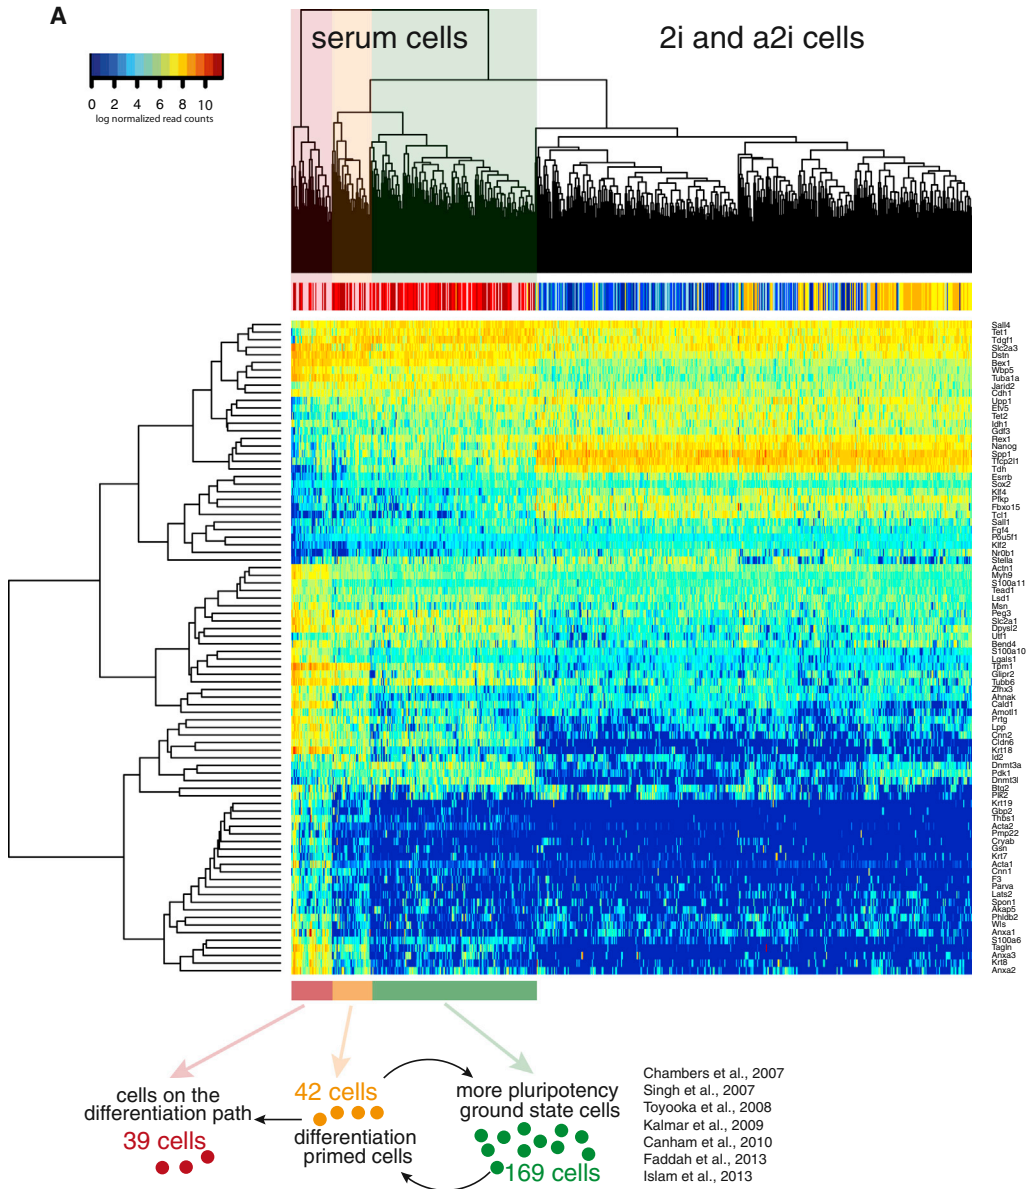 A
serum cells
2i and a2i cells
0 2 4 6 8 10
log normalized read counts
Sall4
Tet1
Tdgf1
Slc2a3
Dstn
Bex1
Wbp5
Tuba1a
Jarid2
Cdh1
Upp1
Etv5
Tet2
Idh1
Gdf3
Rex1
Nanog
Spp1
Tfcp2l1
Tdh
Esrrb
Sox2
Klf4
Pfkp
Fbxo15
Tcl1
Sall1
Fgf4
Pou5f1
Klf2
Nr0b1
Stella
Actn1
Myh9
S100a11
Tead1
Lsd1
Msn
Peg3
Slc2a1
Dpysl2
Utf1
Bend4
S100a10
Lgals1
Tpm1
Glipr2
Tubb6
Zfhx3
Ahnak
Cald1
Amotl1
Prtg
Lpp
Cnn2
Cldn6
Krt18
Id2
Dnmt3a
Pdk1
Dnmt3l
Btg2
Plk2
Krt19
Gbp2
Thbs1
Acta2
Pmp22
Cryab
Gsn
Krt7
Acta1
Cnn1
F3
Parva
Lats2
Spon1
Akap5
Phldb2
Wls
Anxa1
S100a6
Tagln
Anxa3
Krt8
Anxa2
cells on the
differentiation path
39 cells
42 cells
differentiation
primed cells
more pluripotency
ground state cells
169 cells
Chambers et al., 2007
Singh et al., 2007
Toyooka et al., 2008
Kalmar et al., 2009
Canham et al., 2010
Faddah et al., 2013
Islam et al., 2013